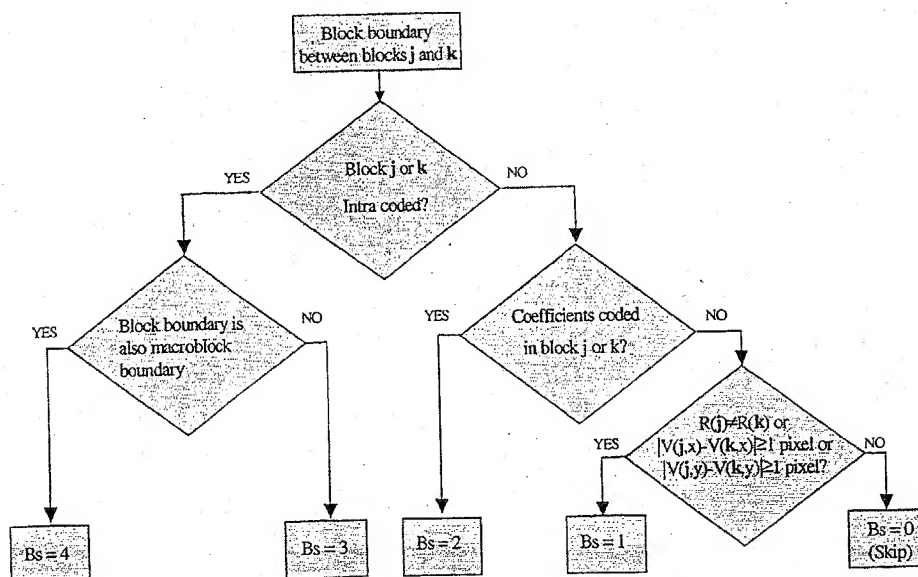 Block boundary
between blocks j and k
Block j or k
Intra coded?
YES
NO
Block boundary is
also macroblock
boundary
YES
NO
Coefficients coded
in block j or k?
YES
NO
R(j)≠R(k) or
|V(j,x)-V(k,x)|≥1 pixel or
|V(j,y)-V(k,y)|≥1 pixel?
YES
NO
Bs = 4
Bs = 3
Bs = 2
Bs = 1
Bs = 0
(Skip)